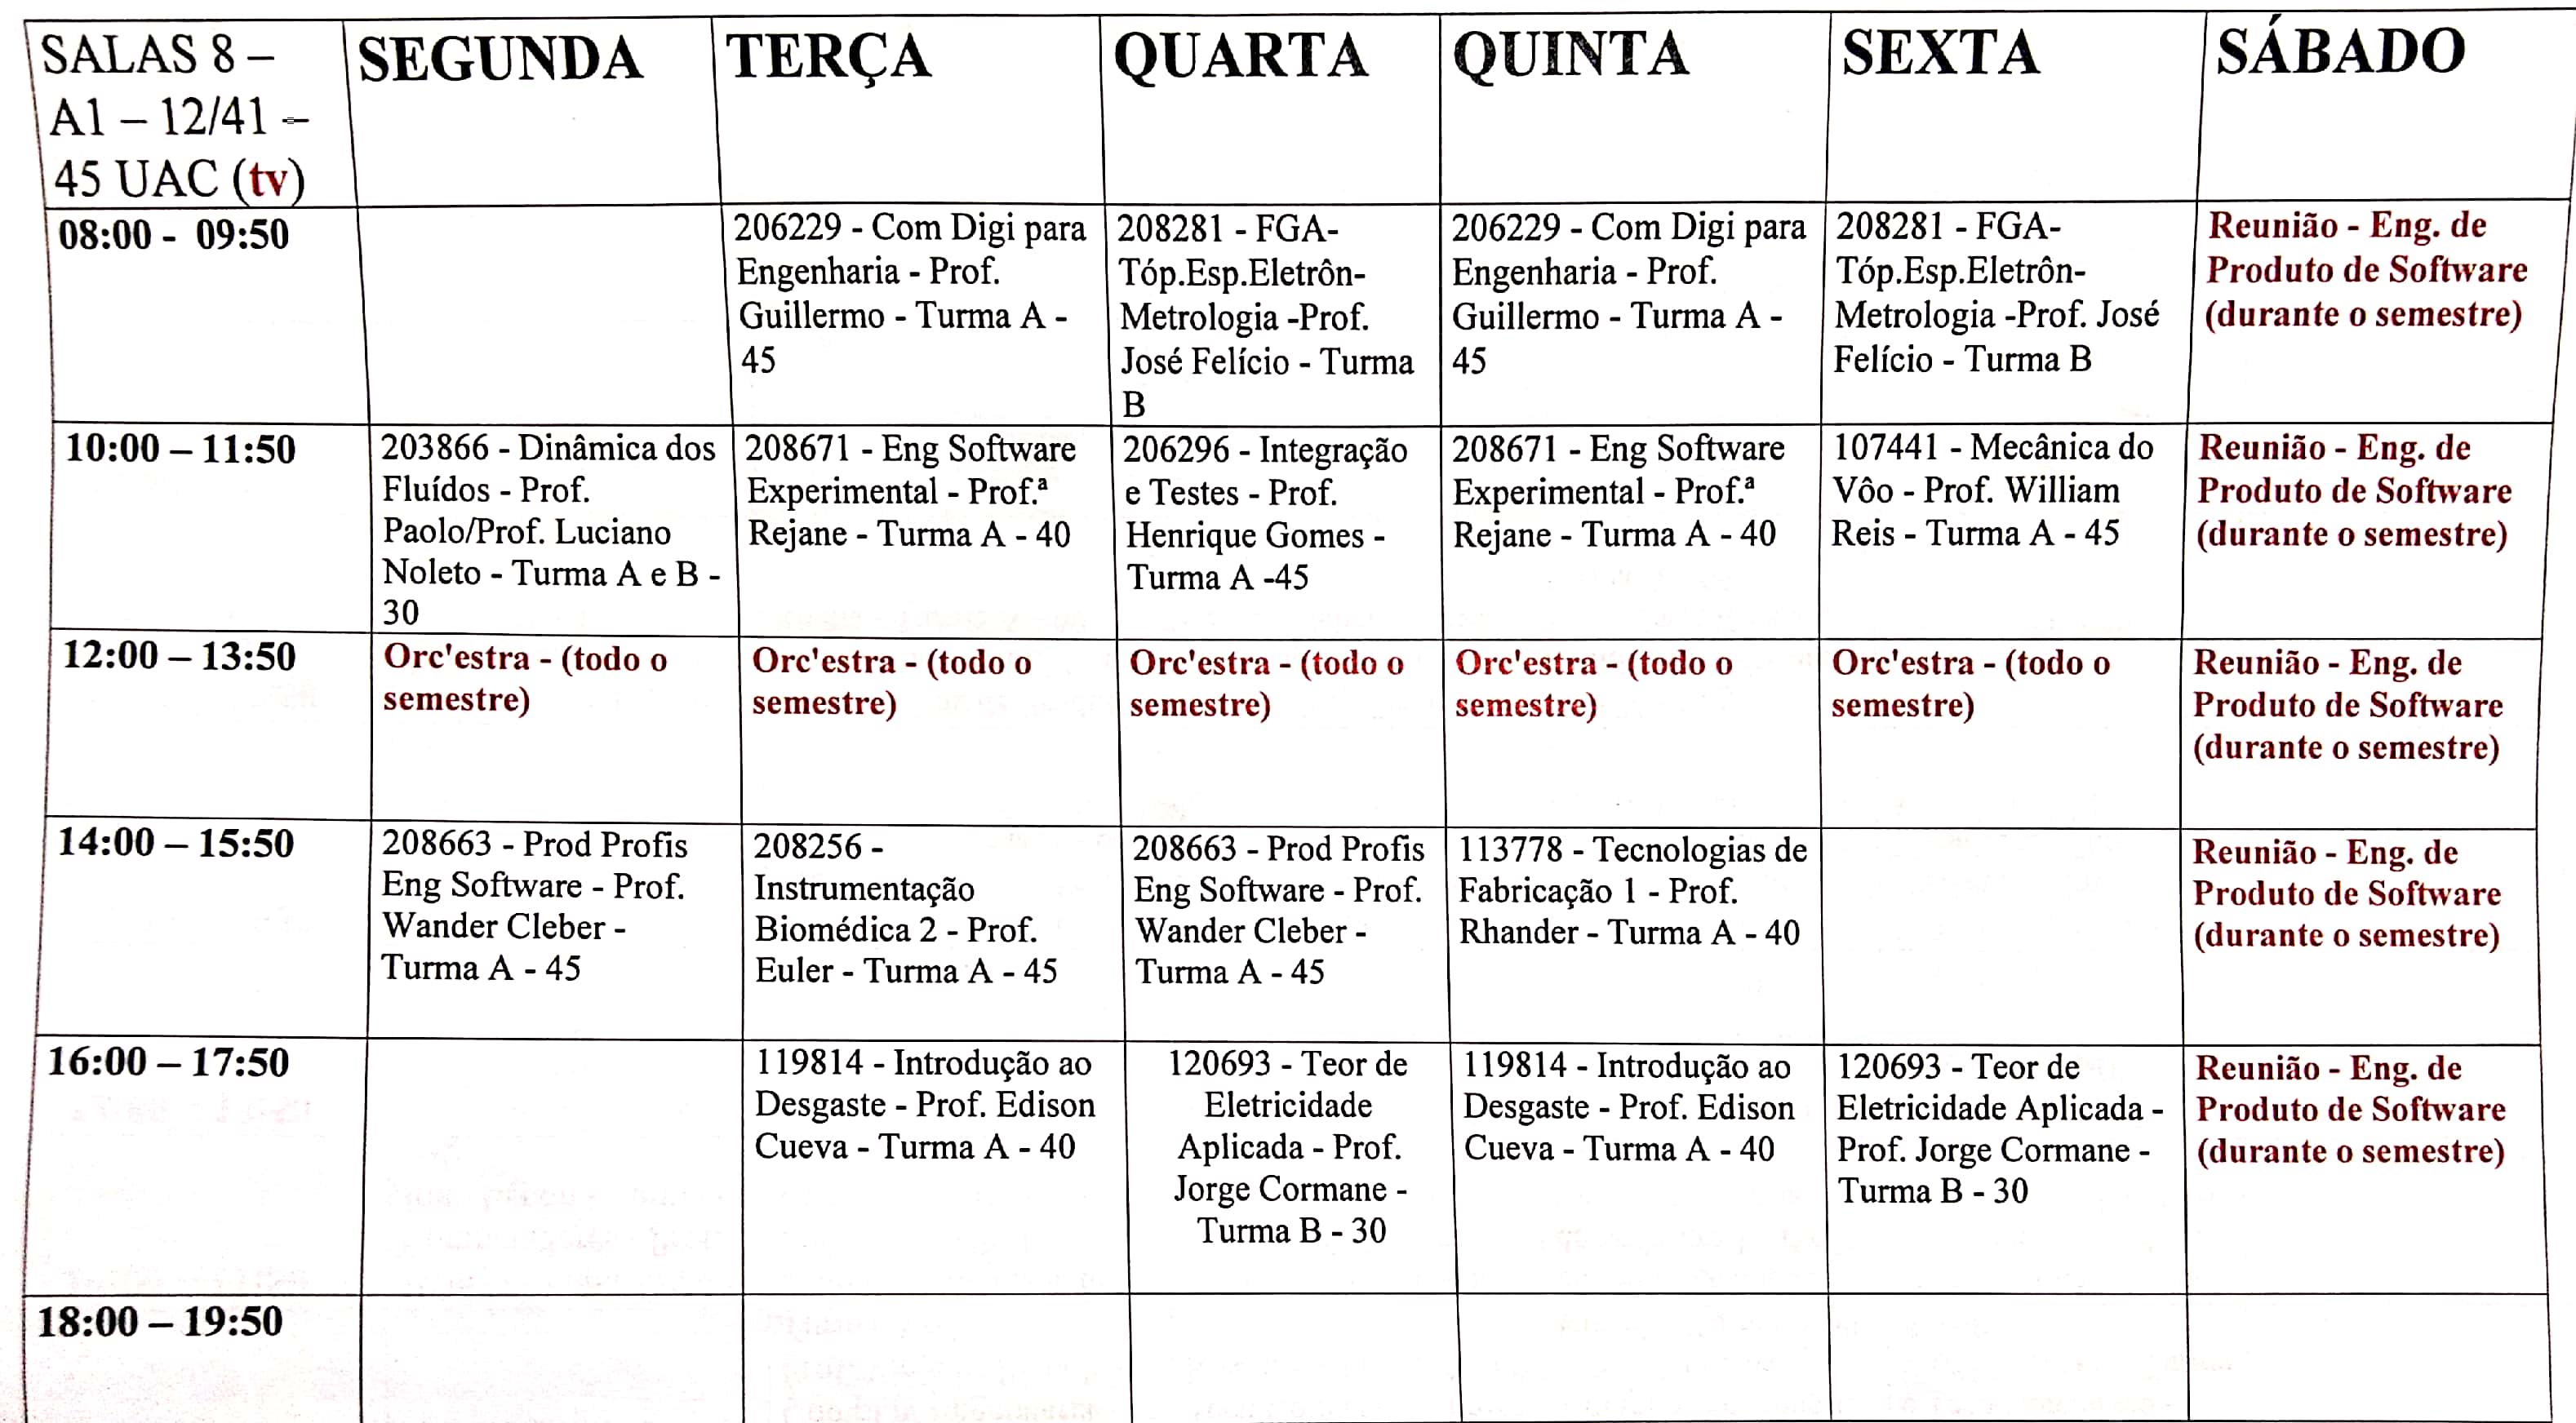 SALAS 8 –
A1 – 12/41 –
45 UAC (tv)
SEGUNDA
TERÇA
QUARTA
QUINTA
SEXTA
SÁBADO
08:00 - 09:50
206229 - Com Digi para
Engenharia - Prof.
Guillermo - Turma A -
45
208281 - FGA-
Tóp.Esp.Eletrôn-
Metrologia -Prof.
José Felício - Turma
B
206229 - Com Digi para
Engenharia - Prof.
Guillermo - Turma A -
45
208281 - FGA-
Tóp.Esp.Eletrôn-
Metrologia -Prof. José
Felício - Turma B
Reunião - Eng. de
Produto de Software
(durante o semestre)
10:00 – 11:50
203866 - Dinâmica dos
Fluídos - Prof.
Paolo/Prof. Luciano
Noleto - Turma A e B -
30
208671 - Eng Software
Experimental - Prof.ª
Rejane - Turma A - 40
206296 - Integração
e Testes - Prof.
Henrique Gomes -
Turma A -45
208671 - Eng Software
Experimental - Prof.ª
Rejane - Turma A - 40
107441 - Mecânica do
Vôo - Prof. William
Reis - Turma A - 45
Reunião - Eng. de
Produto de Software
(durante o semestre)
12:00 – 13:50
Orc'estra - (todo o
semestre)
Orc'estra - (todo o
semestre)
Orc'estra - (todo o
semestre)
Orc'estra - (todo o
semestre)
Orc'estra - (todo o
semestre)
Reunião - Eng. de
Produto de Software
(durante o semestre)
14:00 – 15:50
208663 - Prod Profis
Eng Software - Prof.
Wander Cleber -
Turma A - 45
208256 -
Instrumentação
Biomédica 2 - Prof.
Euler - Turma A - 45
208663 - Prod Profis
Eng Software - Prof.
Wander Cleber -
Turma A - 45
113778 - Tecnologias de
Fabricação 1 - Prof.
Rhander - Turma A - 40
Reunião - Eng. de
Produto de Software
(durante o semestre)
16:00 – 17:50
119814 - Introdução ao
Desgaste - Prof. Edison
Cueva - Turma A - 40
120693 - Teor de
Eletricidade
Aplicada - Prof.
Jorge Cormane -
Turma B - 30
119814 - Introdução ao
Desgaste - Prof. Edison
Cueva - Turma A - 40
120693 - Teor de
Eletricidade Aplicada -
Prof. Jorge Cormane -
Turma B - 30
Reunião - Eng. de
Produto de Software
(durante o semestre)
18:00 – 19:50